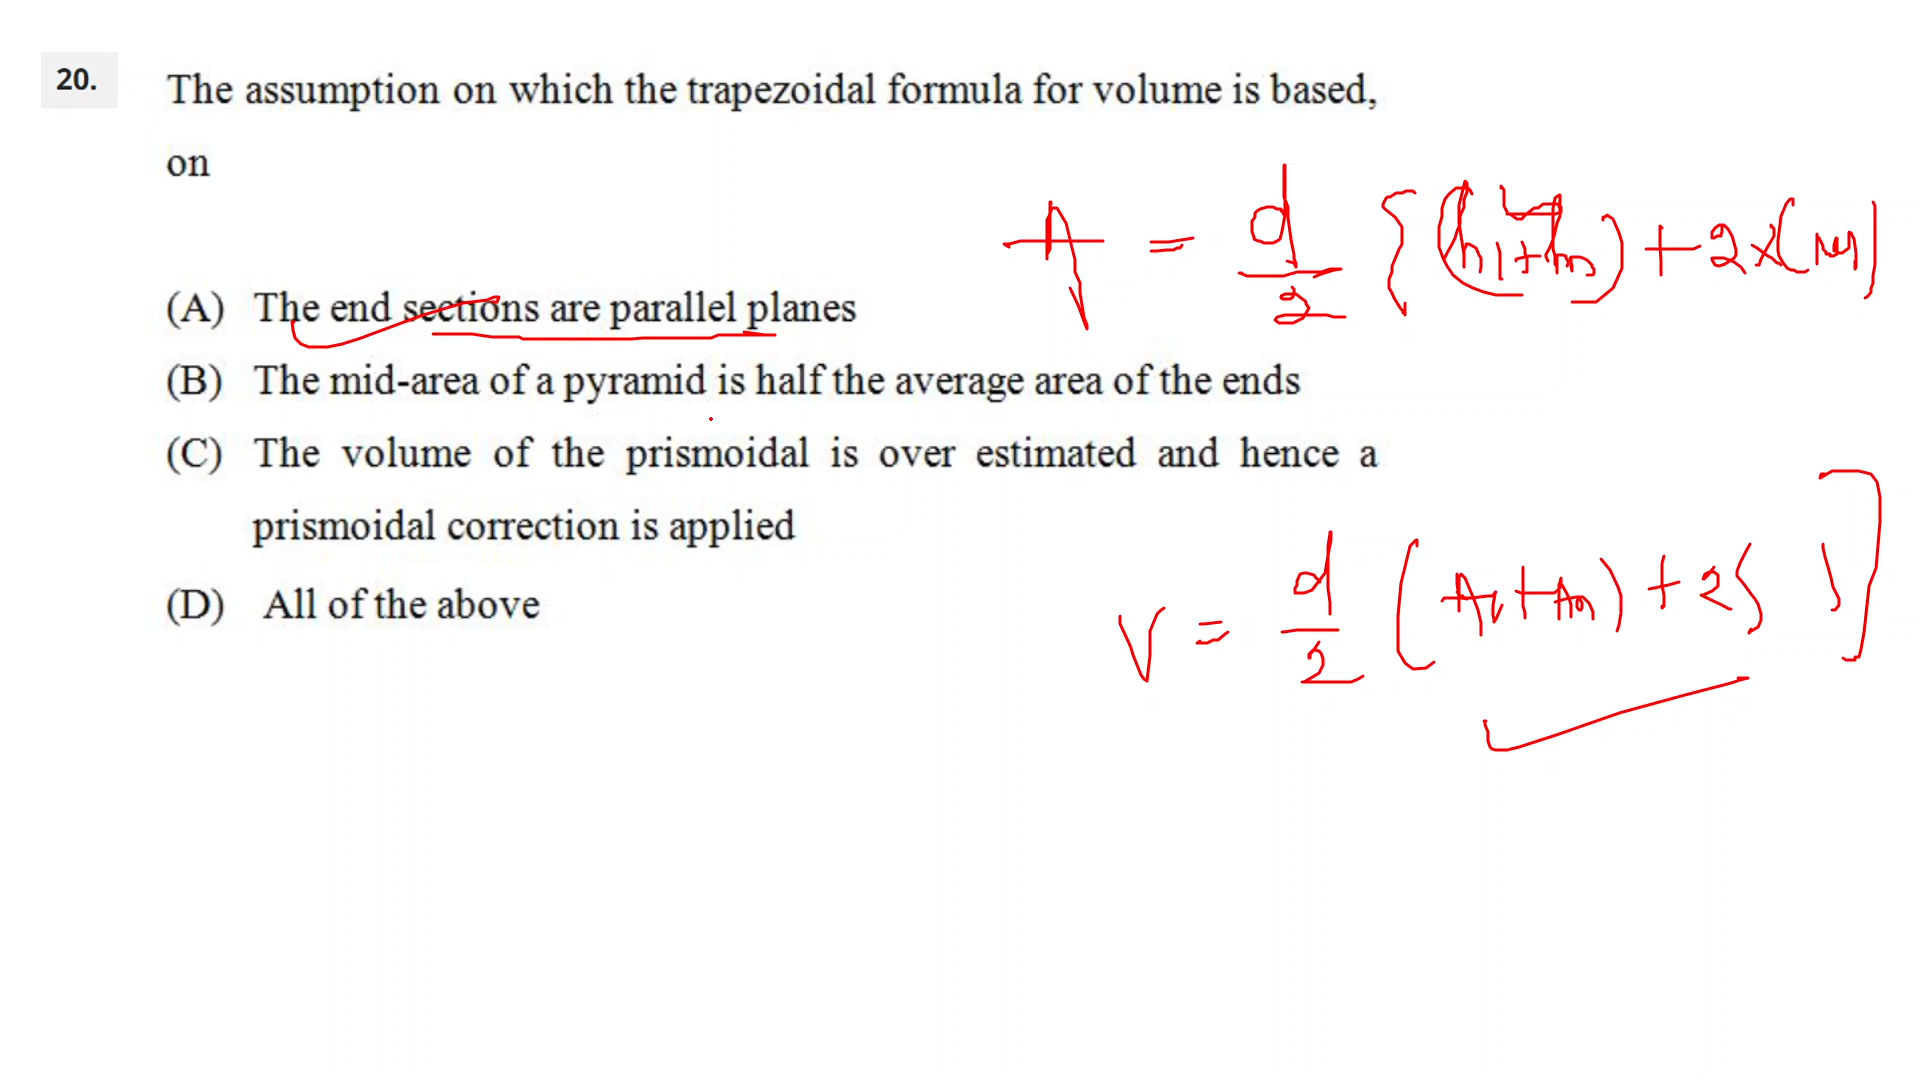 20.
The assumption on which the trapezoidal formula for volume is based,
on
A = d/2 { (h1+hn) + 2x(
(A) The end sections are parallel planes
(B) The mid-area of a pyramid is half the average area of the ends
(C) The volume of the prismoidal is over estimated and hence a
prismoidal correction is applied
V = d/2 ( A1+An ) + 2{ } ]
(D) All of the above